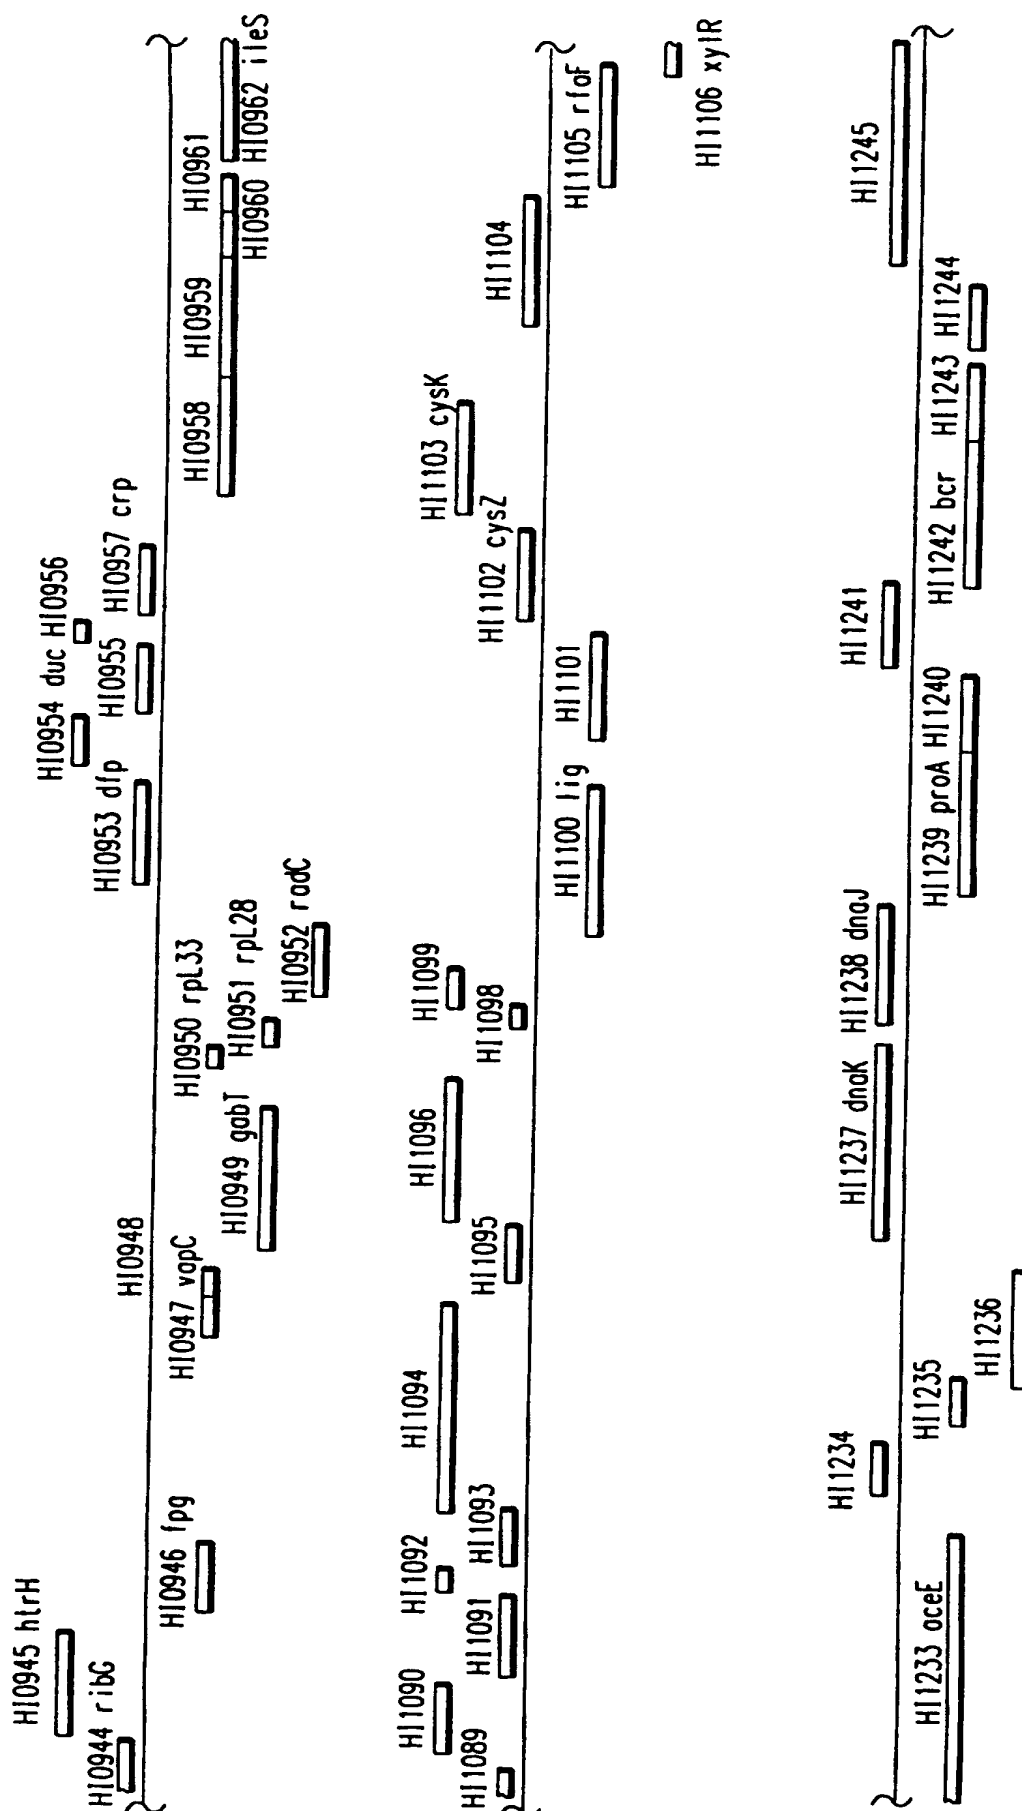 HI0944 ribG
HI0945 htrH
HI0946 fpg
HI0947 vapC
HI0948
HI0949 gabT
HI0950 rpL33
HI0951 rpL28
HI0952 radC
HI0953 dfp
HI0954 duc
HI0955
HI0956
HI0957 crp
HI0958
HI0959
HI0960
HI0961
HI0962 ileS
HI1089
HI1090
HI1091
HI1092
HI1093
HI1094
HI1095
HI1096
HI1098
HI1099
HI1100 lig
HI1101
HI1102 cysZ
HI1103 cysK
HI1104
HI1105 rfaF
HI1106 xylR
HI1233 aceE
HI1234
HI1235
HI1236
HI1237 dnaK
HI1238 dnaJ
HI1239 proA
HI1240
HI1241
HI1242 bcr
HI1243
HI1244
HI1245